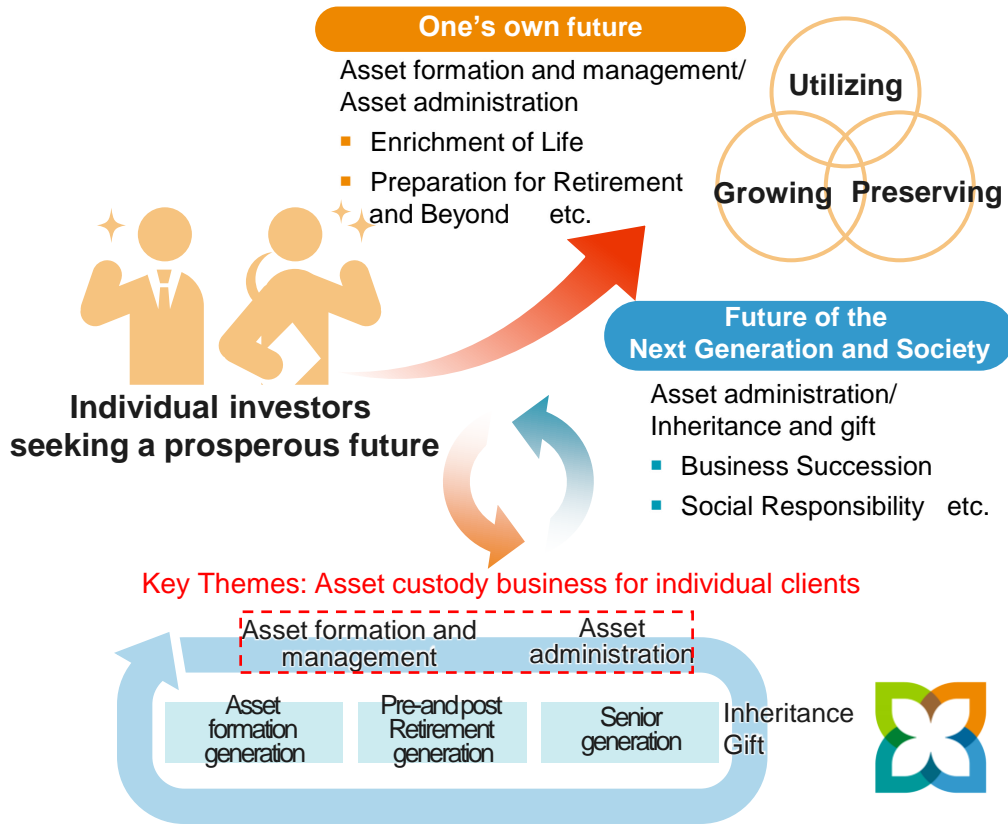 One's own future
Asset formation and management/
Asset administration
▪ Enrichment of Life
▪ Preparation for Retirement
and Beyond etc.
Utilizing
Growing
Preserving
Individual investors
seeking a prosperous future
Future of the
Next Generation and Society
Asset administration/
Inheritance and gift
▪ Business Succession
▪ Social Responsibility etc.
Key Themes: Asset custody business for individual clients
Asset formation and
management
Asset
administration
Asset
formation
generation
Pre-and post
Retirement
generation
Senior
generation
Inheritance
Gift